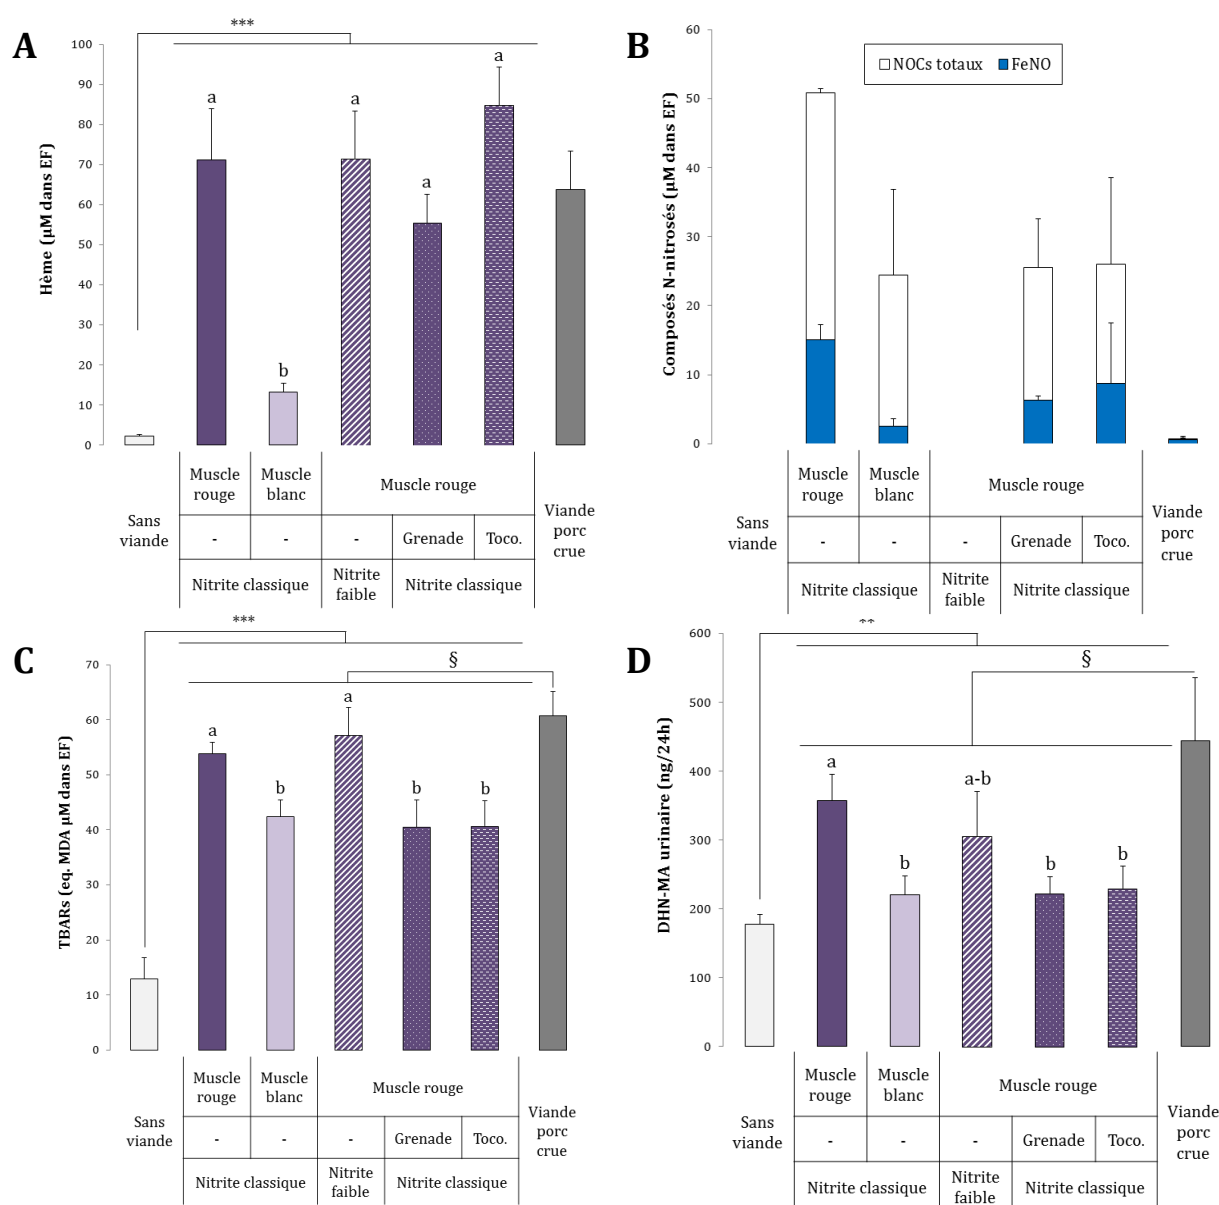 A
Hème (µM dans EF)
***
100
90
80
70
60
50
40
30
20
10
0
a
b
a
a
a
Sans
viande
Muscle
rouge
Muscle
blanc
Muscle rouge
-
-
-
Grenade
Toco.
Nitrite classique
Nitrite
faible
Nitrite classique
Viande
porc
crue
B
Composés N-nitrosés (µM dans EF)
60
50
40
30
20
10
0
NOCs totaux
FeNO
Sans
viande
Muscle
rouge
Muscle
blanc
Muscle rouge
-
-
-
Grenade
Toco.
Nitrite classique
Nitrite
faible
Nitrite classique
Viande
porc
crue
C
TBARs (eq. MDA µM dans EF)
***
§
70
60
50
40
30
20
10
0
a
b
a
b
b
Sans
viande
Muscle
rouge
Muscle
blanc
Muscle rouge
-
-
-
Grenade
Toco.
Nitrite classique
Nitrite
faible
Nitrite classique
Viande
porc
crue
D
DHN-MA urinaire (ng/24h)
**
§
600
500
400
300
200
100
0
a
b
a-b
b
b
Sans
viande
Muscle
rouge
Muscle
blanc
Muscle rouge
-
-
-
Grenade
Toco.
Nitrite classique
Nitrite
faible
Nitrite classique
Viande
porc
crue